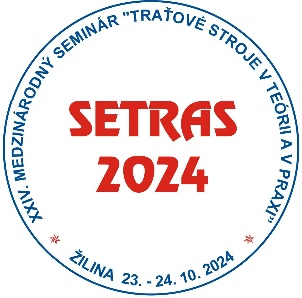 XXIV. MEDZINÁRODNÝ SEMINÁR "TRAŤOVÉ STROJE V TEÓRII A V PRAXI"
SETRAS
2024
ŽILINA 23. - 24. 10. 2024